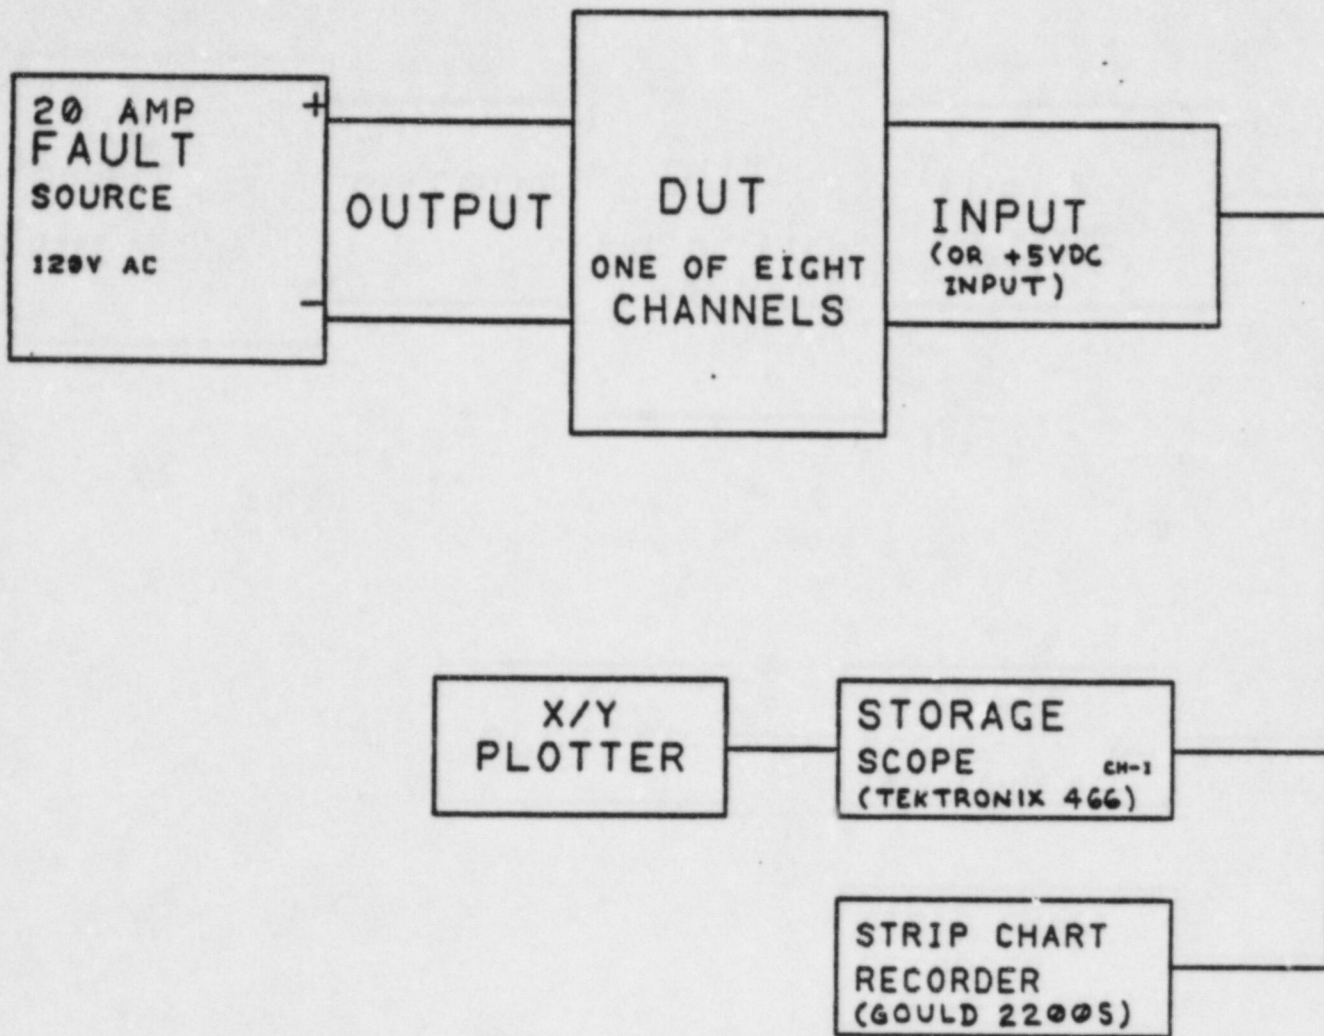 20 AMP +
FAULT
SOURCE
120V AC
-
OUTPUT
DUT
ONE OF EIGHT
CHANNELS
INPUT
(OR +5VDC
INPUT)
X/Y
PLOTTER
STORAGE
SCOPE CH-1
(TEKTRONIX 466)
STRIP CHART
RECORDER
(GOULD 2200S)